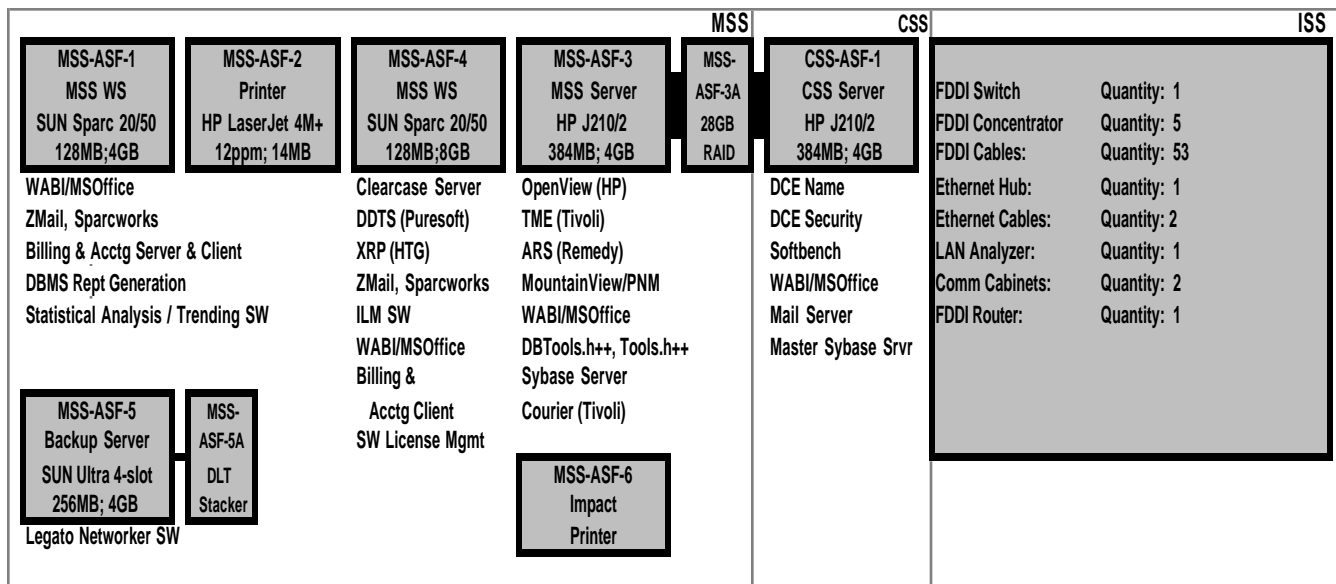 MSS
CSS
ISS
MSS-ASF-1
MSS WS
SUN Sparc 20/50
128MB;4GB
WABI/MSOffice
ZMail, Sparcworks
Billing & Acctg Server & Client
DBMS Rept Generation
Statistical Analysis / Trending SW
MSS-ASF-2
Printer
HP LaserJet 4M+
12ppm; 14MB
MSS-ASF-4
MSS WS
SUN Sparc 20/50
128MB;8GB
Clearcase Server
DDTS (Puresoft)
XRP (HTG)
ZMail, Sparcworks
ILM SW
WABI/MSOffice
Billing &
Acctg Client
SW License Mgmt
MSS-ASF-3
MSS Server
HP J210/2
384MB; 4GB
OpenView (HP)
TME (Tivoli)
ARS (Remedy)
MountainView/PNM
WABI/MSOffice
DBTools.h++, Tools.h++
Sybase Server
Courier (Tivoli)
MSS-
ASF-3A
28GB
RAID
CSS-ASF-1
CSS Server
HP J210/2
384MB; 4GB
DCE Name
DCE Security
Softbench
WABI/MSOffice
Mail Server
Master Sybase Srvr
FDDI Switch Quantity: 1
FDDI Concentrator Quantity: 5
FDDI Cables: Quantity: 53
Ethernet Hub: Quantity: 1
Ethernet Cables: Quantity: 2
LAN Analyzer: Quantity: 1
Comm Cabinets: Quantity: 2
FDDI Router: Quantity: 1
MSS-ASF-5
Backup Server
SUN Ultra 4-slot
256MB; 4GB
Legato Networker SW
MSS-
ASF-5A
DLT
Stacker
MSS-ASF-6
Impact
Printer